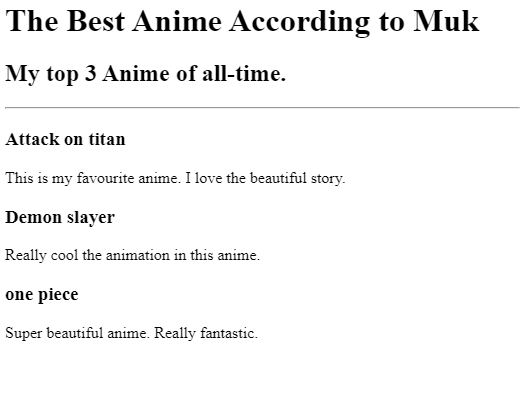 The Best Anime According to Muk
My top 3 Anime of all-time.
Attack on titan
This is my favourite anime. I love the beautiful story.
Demon slayer
Really cool the animation in this anime.
one piece
Super beautiful anime. Really fantastic.